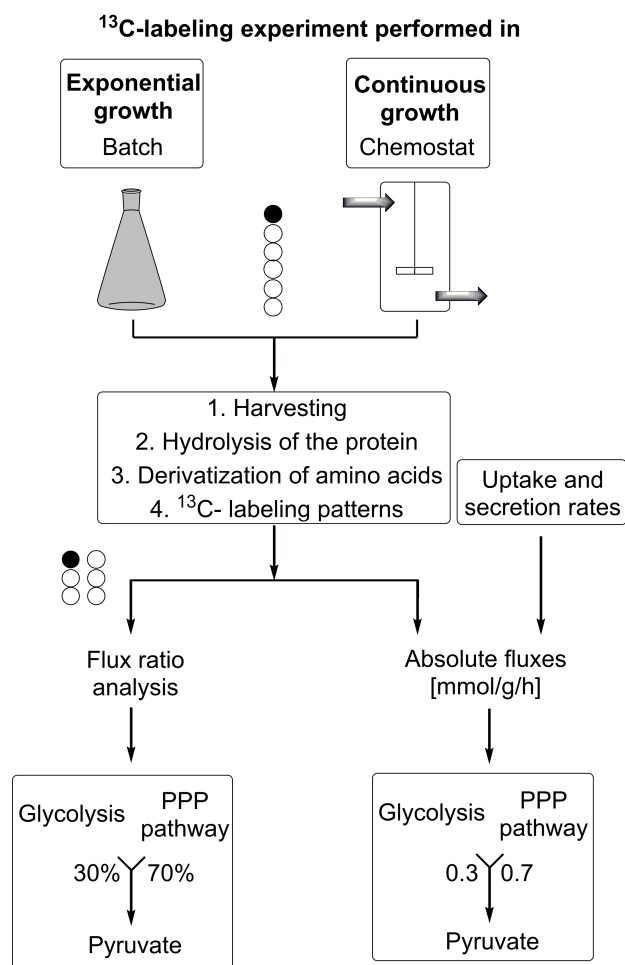 ¹³C-labeling experiment performed in
Exponential
growth
Batch
Continuous
growth
Chemostat
1. Harvesting
2. Hydrolysis of the protein
3. Derivatization of amino acids
4. ¹³C- labeling patterns
Uptake and
secretion rates
Flux ratio
analysis
Absolute fluxes
[mmol/g/h]
Glycolysis
PPP
pathway
30%
70%
Pyruvate
Glycolysis
PPP
pathway
0.3
0.7
Pyruvate